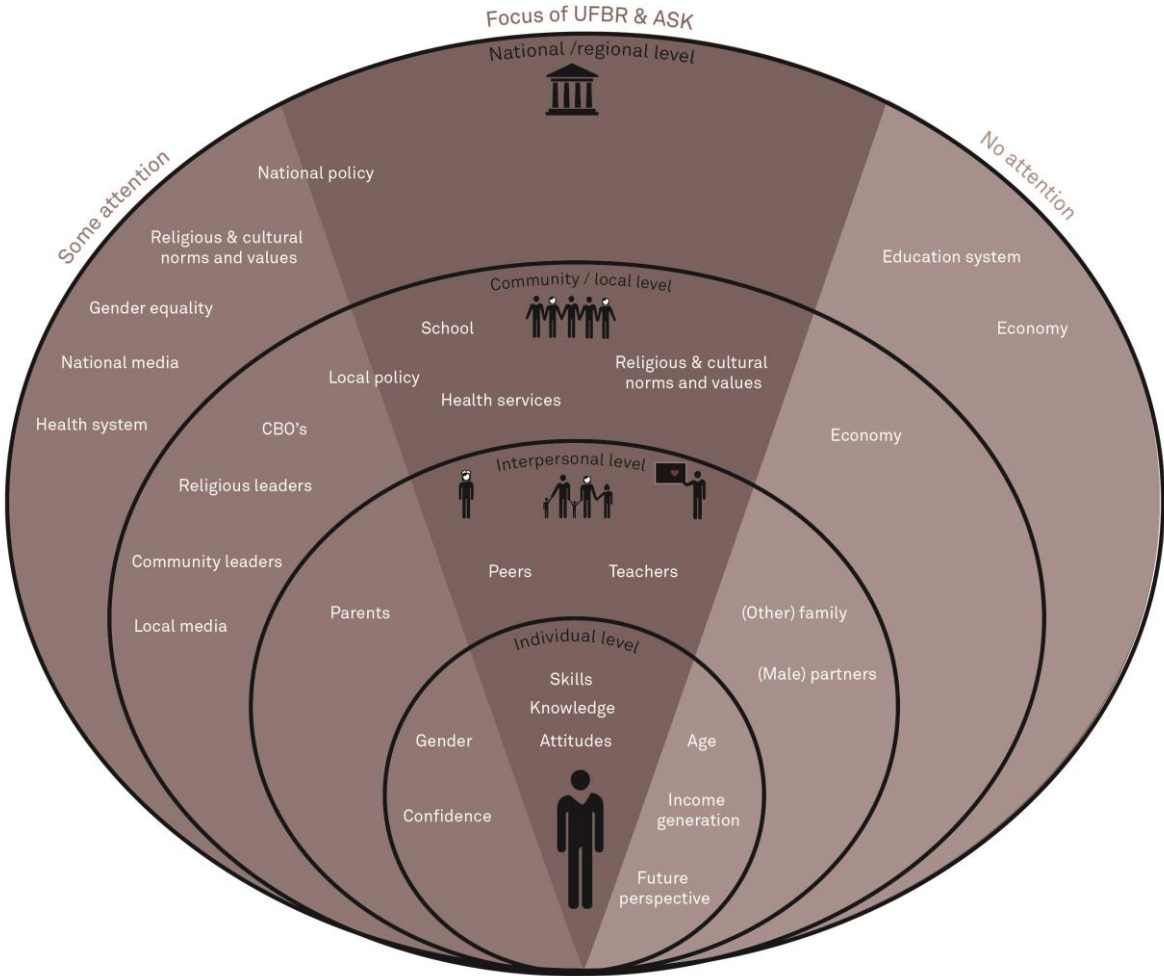 Focus of UFBR & ASK
National /regional level
Some attention
No attention
National policy
Religious & cultural
norms and values
Education system
Gender equality
Economy
National media
Health system
Community / local level
School
Religious & cultural
norms and values
Local policy
Health services
CBO's
Economy
Religious leaders
Community leaders
Local media
Interpersonal level
Peers
Teachers
Parents
(Other) family
(Male) partners
Individual level
Skills
Knowledge
Attitudes
Gender
Age
Confidence
Income
generation
Future
perspective